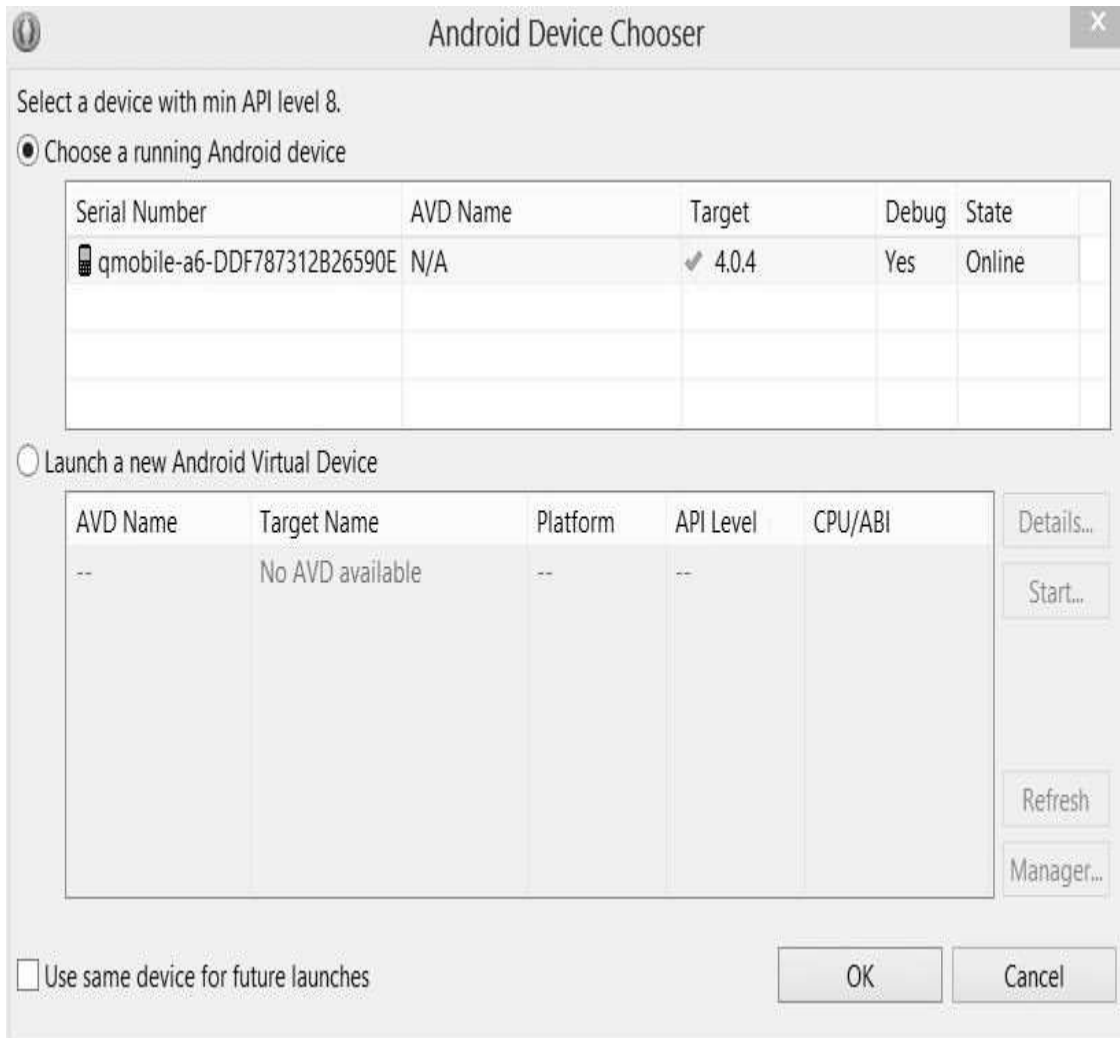 Android Device Chooser
X
Select a device with min API level 8.
Choose a running Android device
Serial Number AVD Name Target Debug State
qmobile-a6-DDF787312B26590E N/A 4.0.4 Yes Online
Launch a new Android Virtual Device
AVD Name Target Name Platform API Level CPU/ABI
-- No AVD available -- --
Details...
Start...
Refresh
Manager...
Use same device for future launches
OK
Cancel